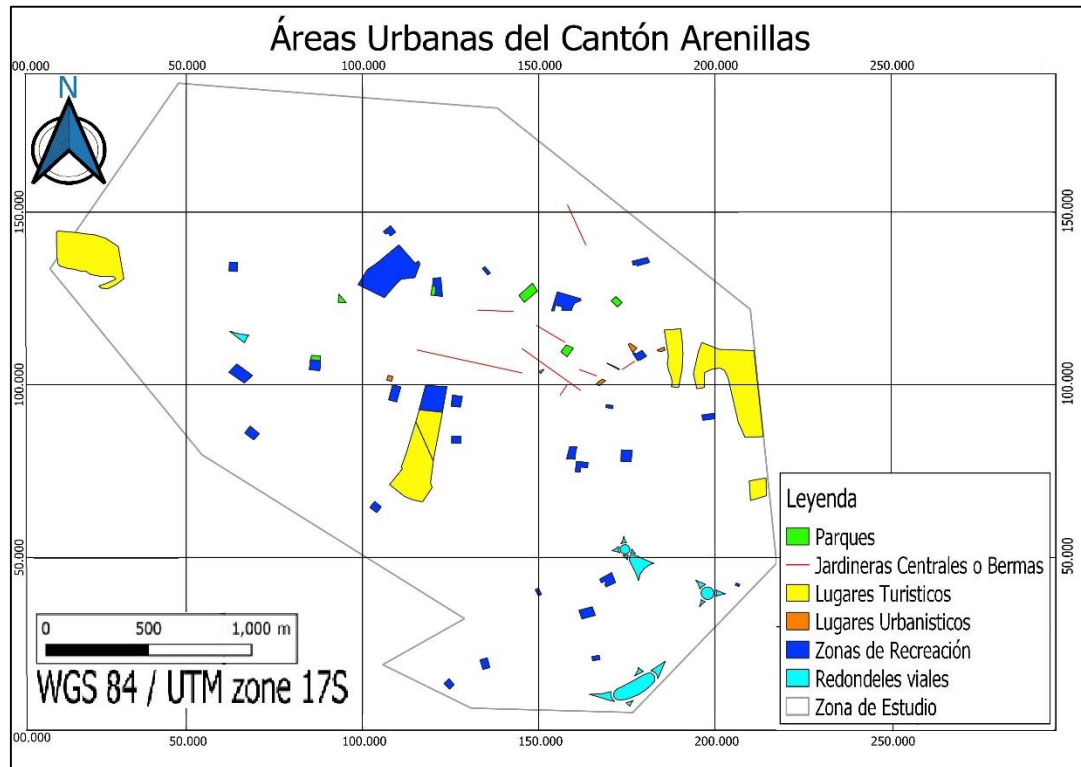 Áreas Urbanas del Cantón Arenillas
00.000 50.000 100.000 150.000 200.000 250.000
N
150.000 150.000
100.000 100.000
50.000 50.000
Leyenda
Parques
Jardineras Centrales o Bermas
Lugares Turisticos
Lugares Urbanisticos
Zonas de Recreación
Redondeles viales
Zona de Estudio
0 500 1,000 m
WGS 84 / UTM zone 17S
00.000 50.000 100.000 150.000 200.000 250.000